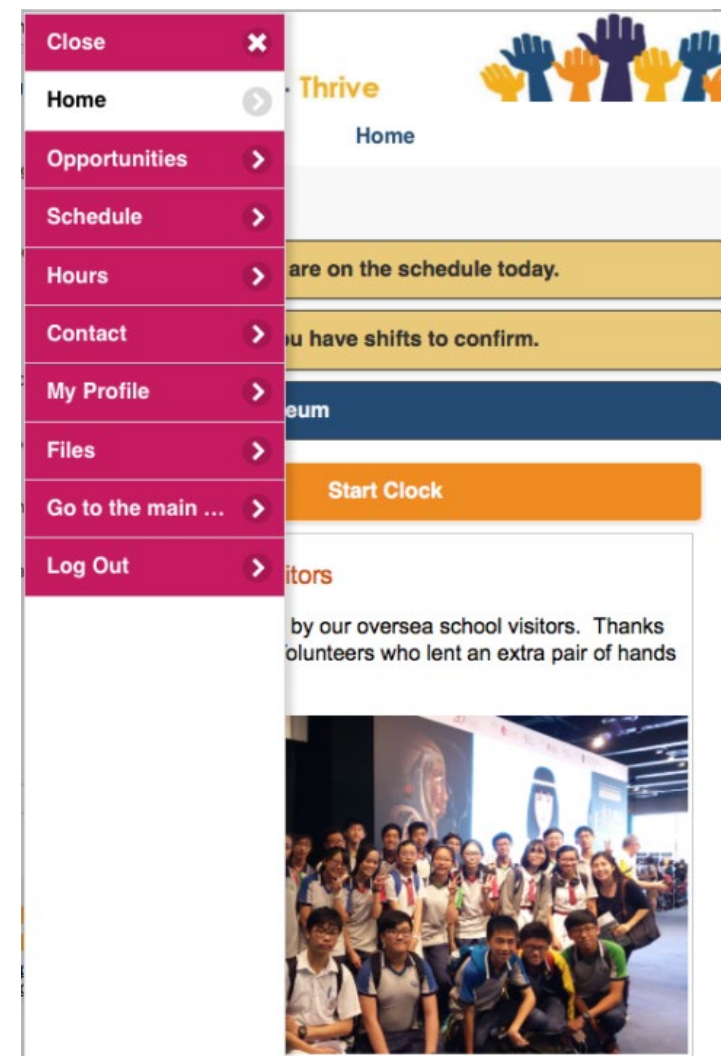 Close
Home
Opportunities
Schedule
Hours
Contact
My Profile
Files
Go to the main ...
Log Out
Thrive
Home
are on the schedule today.
you have shifts to confirm.
eum
Start Clock
itors
by our oversea school visitors. Thanks
olunteers who lent an extra pair of hands